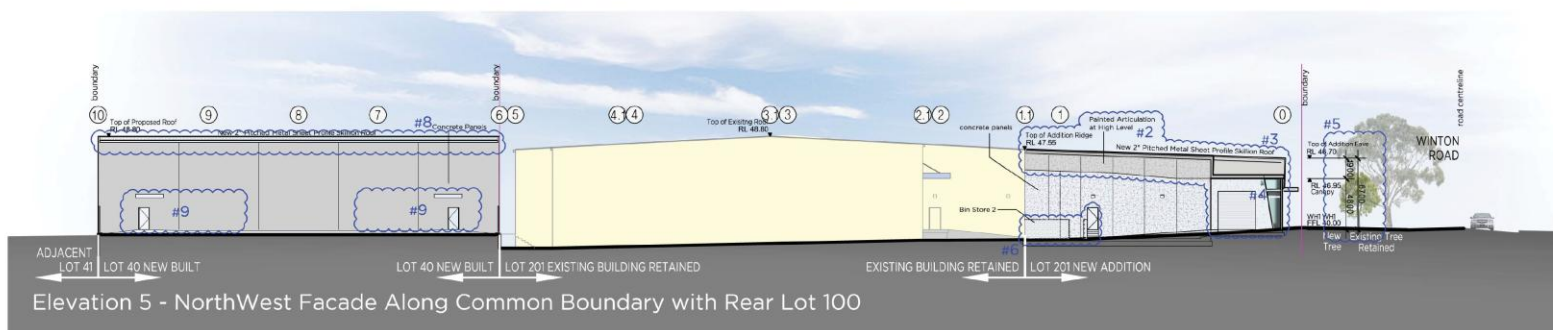 boundary
boundary
boundary
road centreline
10
9
8
7
6
5
4.1
4
3.1
3
2.1
2
1.1
1
0
Top of Proposed Roof
RL 48.80
New 2° Pitched Metal Sheet Profile Skillion Roof
#8
Concrete Panels
Top of Existing Roof
RL 48.80
concrete panels
Top of Addition Ridge
RL 47.55
Painted Articulation
at High Level
#2
New 2° Pitched Metal Sheet Profile Skillion Roof
#3
#5
Top of Addition Eave
RL 46.70
WINTON
ROAD
RL 46.95
Canopy
#4
#9
#9
Bin Store 2
#6
WH1 WH1
FFL 40.00
New
Tree
Existing Tree
Retained
ADJACENT
LOT 41
LOT 40 NEW BUILT
LOT 40 NEW BUILT
LOT 201 EXISTING BUILDING RETAINED
EXISTING BUILDING RETAINED
LOT 201 NEW ADDITION
Elevation 5 - NorthWest Facade Along Common Boundary with Rear Lot 100